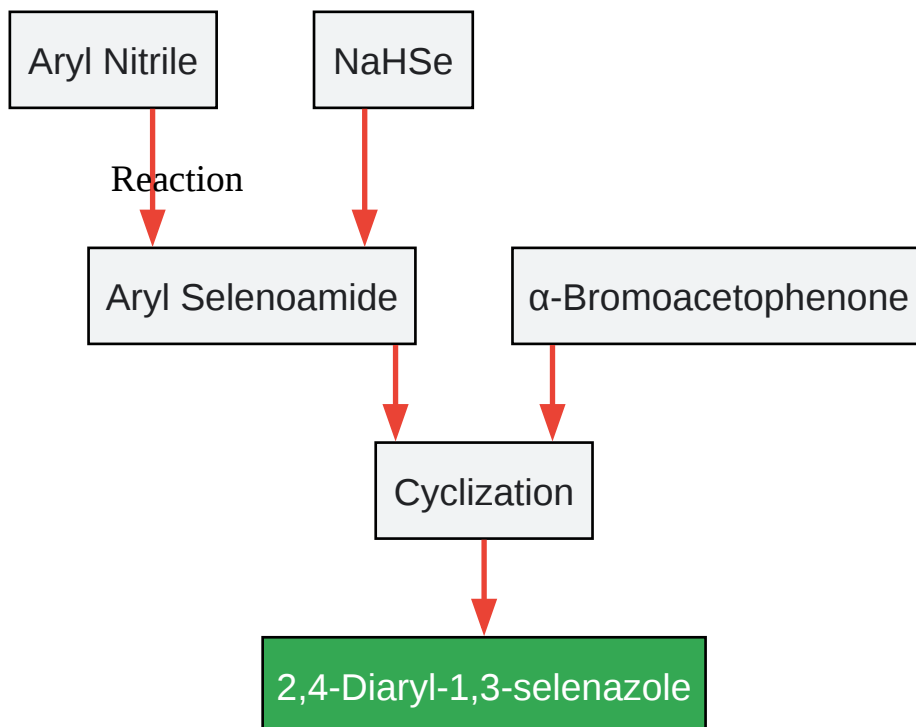 Aryl Nitrile
NaHSe
Reaction
Aryl Selenoamide
α-Bromoacetophenone
Cyclization
2,4-Diaryl-1,3-selenazole